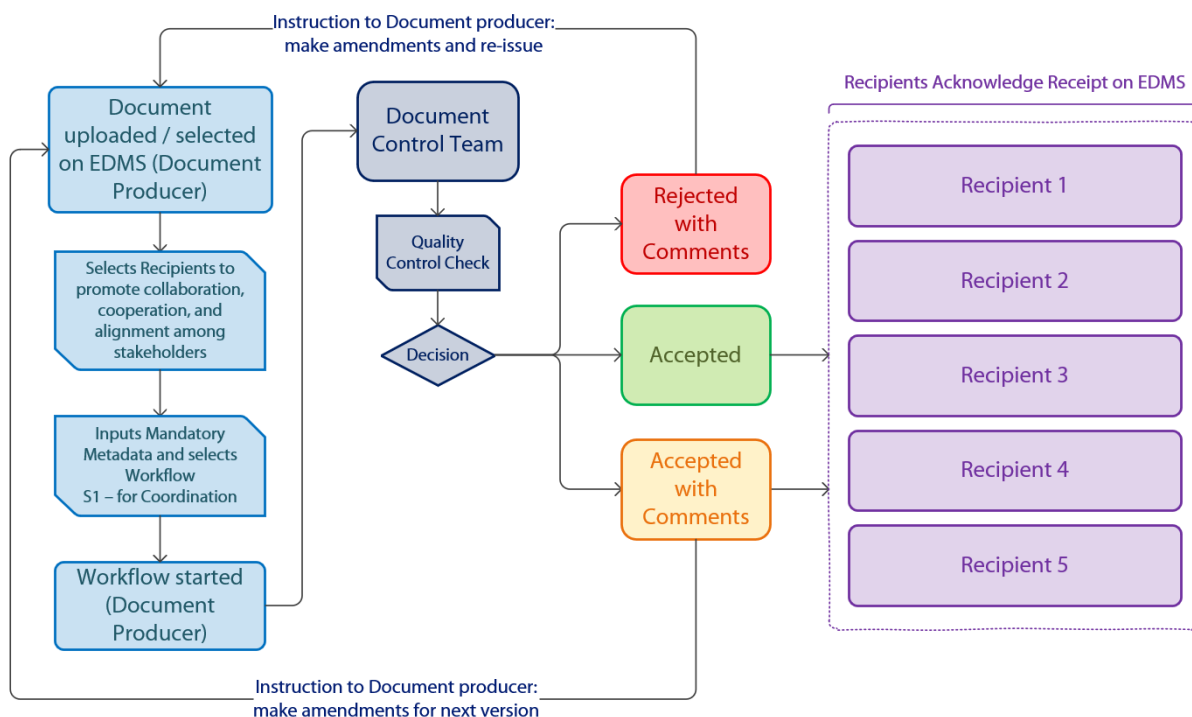 Instruction to Document producer:
make amendments and re-issue
Document
uploaded / selected
on EDMS (Document
Producer)
Selects Recipients to
promote collaboration,
cooperation, and
alignment among
stakeholders
Inputs Mandatory
Metadata and selects
Workflow
S1 – for Coordination
Workflow started
(Document
Producer)
Document
Control Team
Quality
Control Check
Decision
Rejected
with
Comments
Accepted
Accepted
with
Comments
Instruction to Document producer:
make amendments for next version
Recipients Acknowledge Receipt on EDMS
Recipient 1
Recipient 2
Recipient 3
Recipient 4
Recipient 5